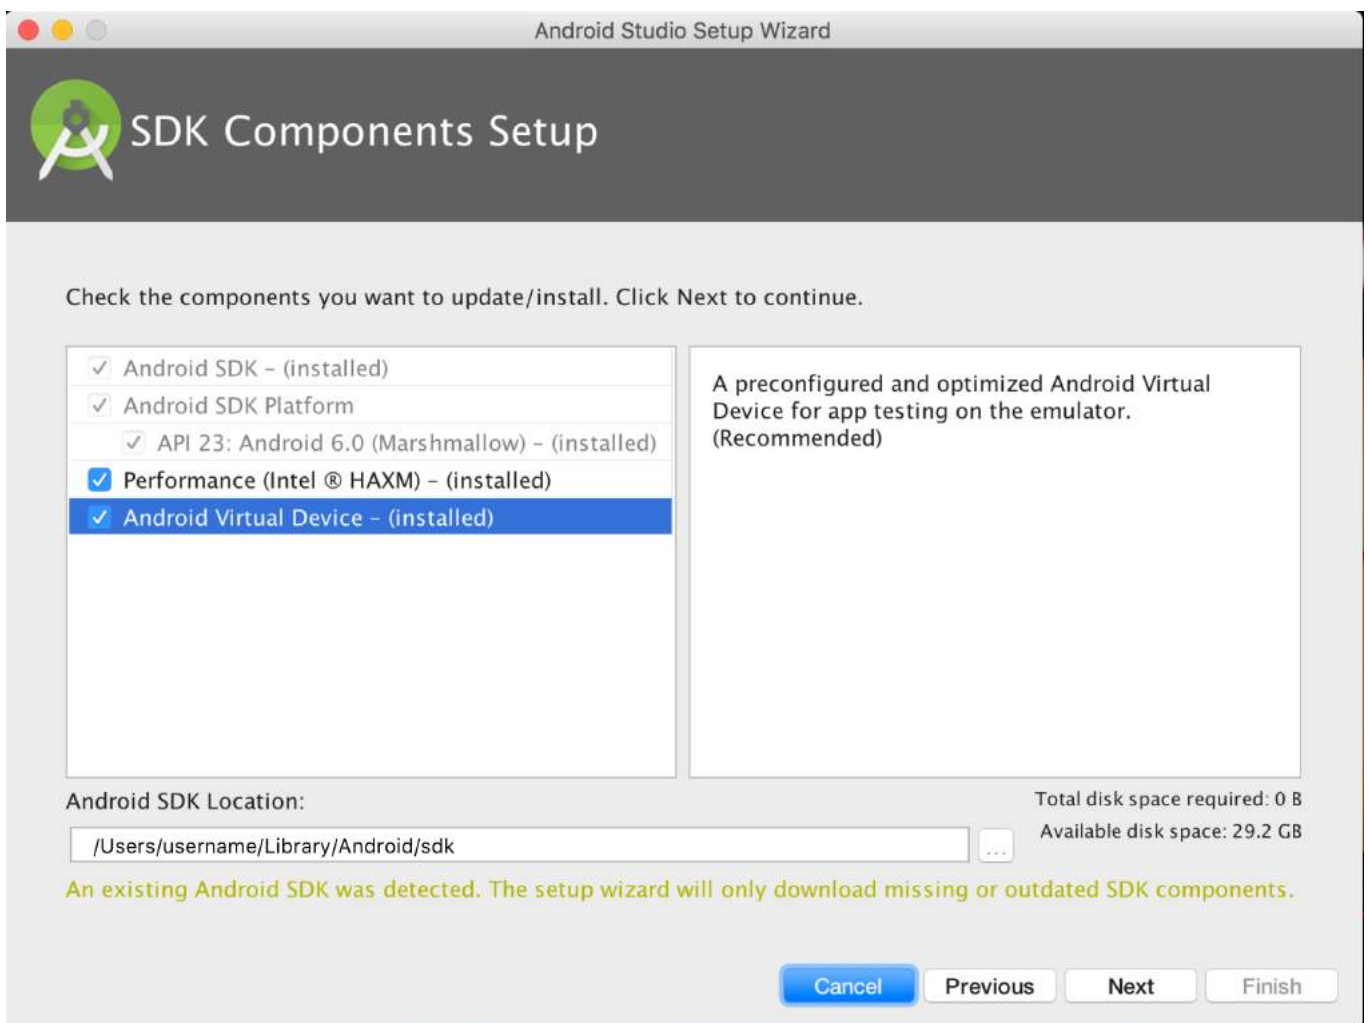 Android Studio Setup Wizard
SDK Components Setup
Check the components you want to update/install. Click Next to continue.
Android SDK – (installed)
Android SDK Platform
API 23: Android 6.0 (Marshmallow) – (installed)
Performance (Intel ® HAXM) – (installed)
Android Virtual Device – (installed)
A preconfigured and optimized Android Virtual
Device for app testing on the emulator.
(Recommended)
Android SDK Location:
/Users/username/Library/Android/sdk
...
Total disk space required: 0 B
Available disk space: 29.2 GB
An existing Android SDK was detected. The setup wizard will only download missing or outdated SDK components.
Cancel
Previous
Next
Finish